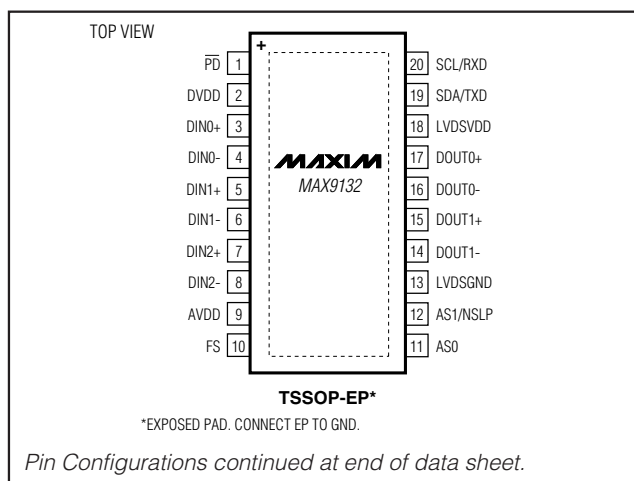 TOP VIEW
+
PD 1
DVDD 2
DIN0+ 3
DIN0- 4
DIN1+ 5
DIN1- 6
DIN2+ 7
DIN2- 8
AVDD 9
FS 10
MAXIM
MAX9132
20 SCL/RXD
19 SDA/TXD
18 LVDSVDD
17 DOUT0+
16 DOUT0-
15 DOUT1+
14 DOUT1-
13 LVDSGND
12 AS1/NSLP
11 AS0
TSSOP-EP*
*EXPOSED PAD. CONNECT EP TO GND.
Pin Configurations continued at end of data sheet.